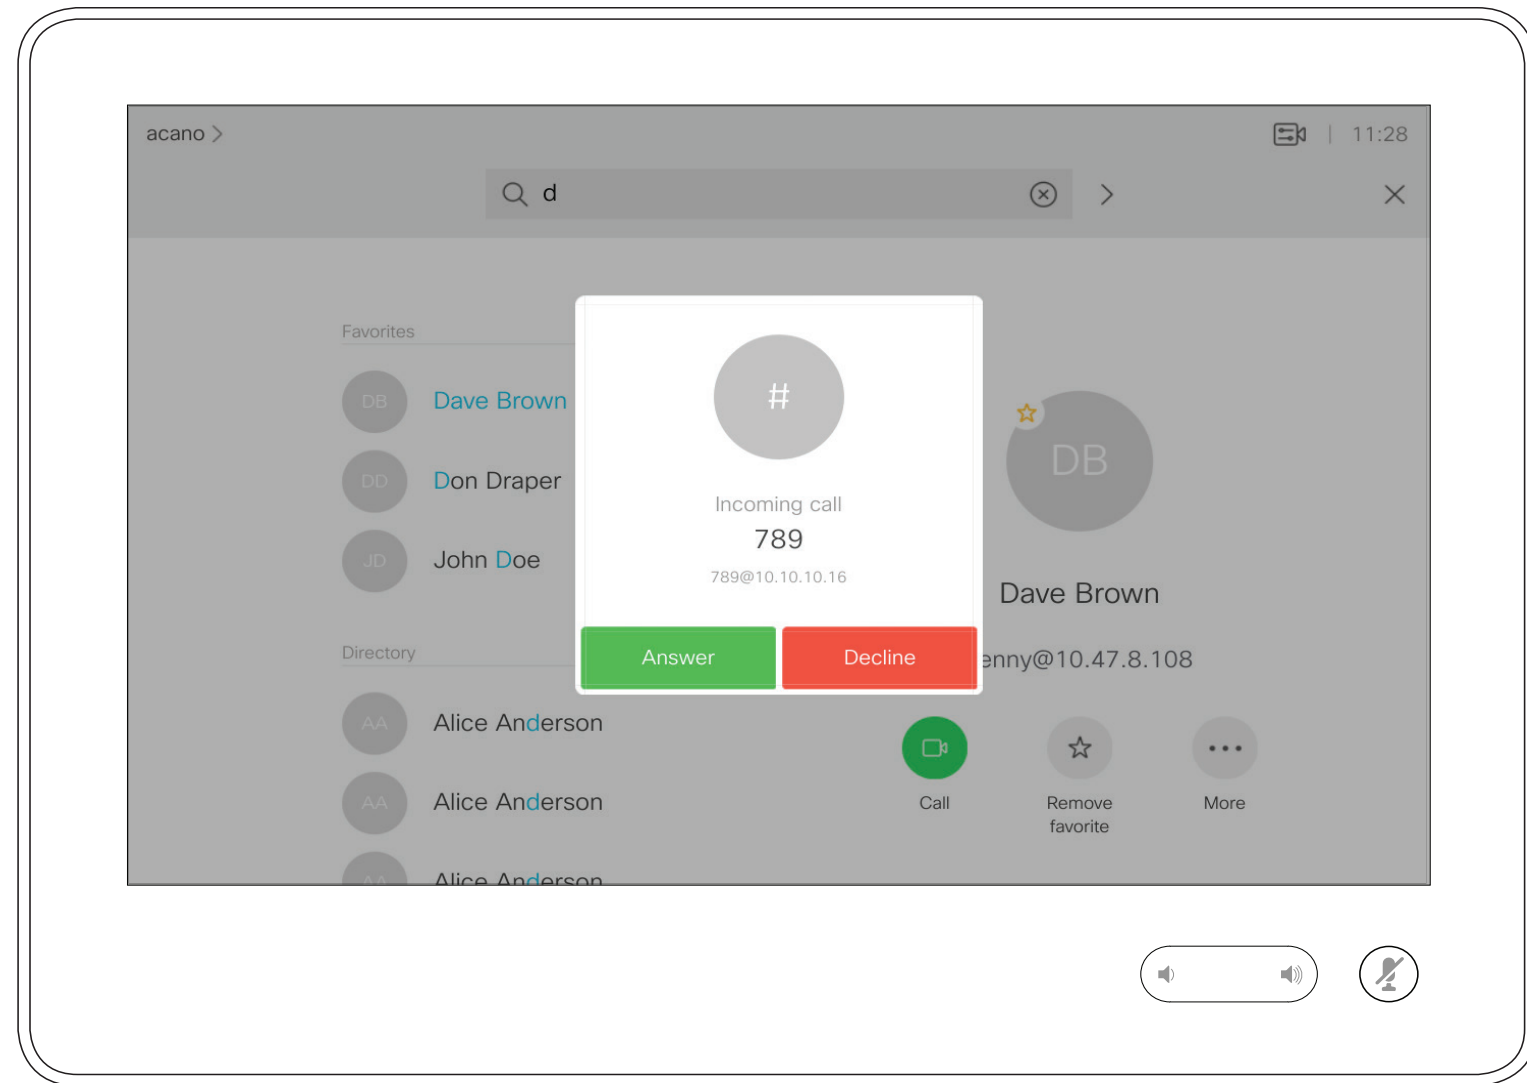 acano
11:28
d
Favorites
DB
Dave Brown
DD
Don Draper
JD
John Doe
Directory
AA
Alice Anderson
AA
Alice Anderson
AA
Alice Anderson
#
Incoming call
789
789@10.10.10.16
Answer
Decline
DB
Dave Brown
enny@10.47.8.108
Call
Remove
favorite
More